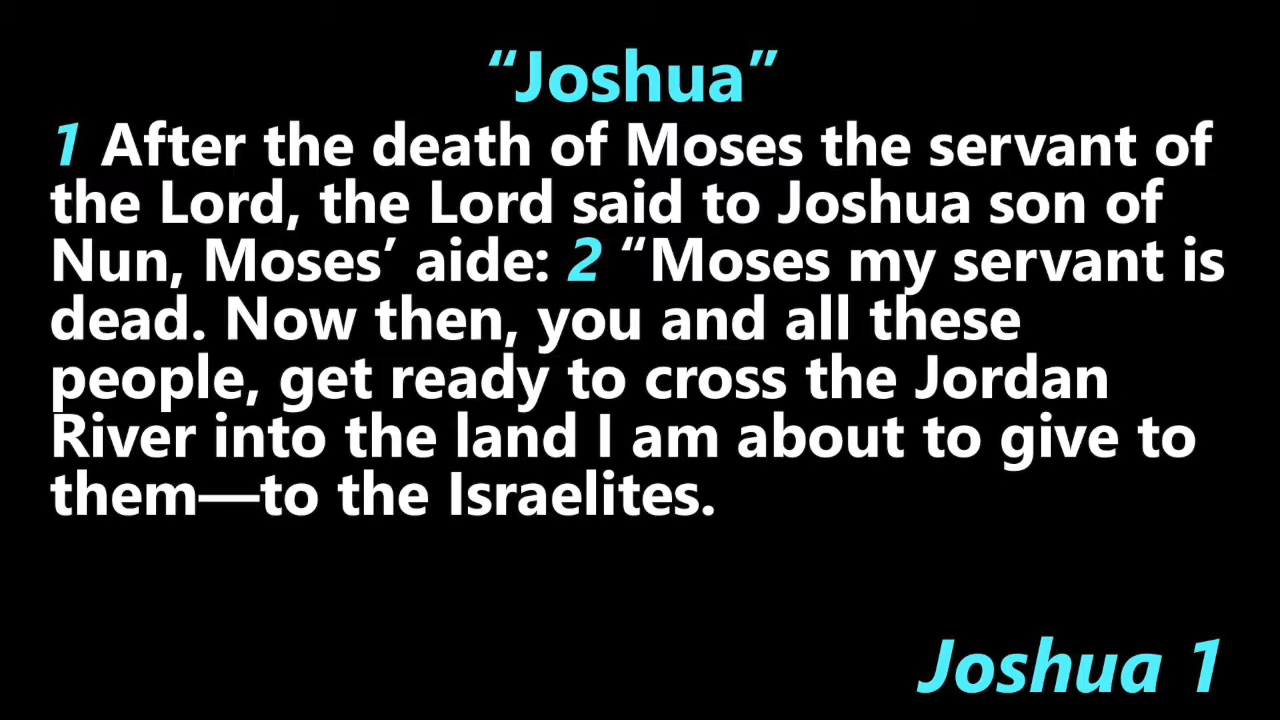 “Joshua”
1 After the death of Moses the servant of
the Lord, the Lord said to Joshua son of
Nun, Moses’ aide: 2 “Moses my servant is
dead. Now then, you and all these
people, get ready to cross the Jordan
River into the land I am about to give to
them—to the Israelites.
Joshua 1